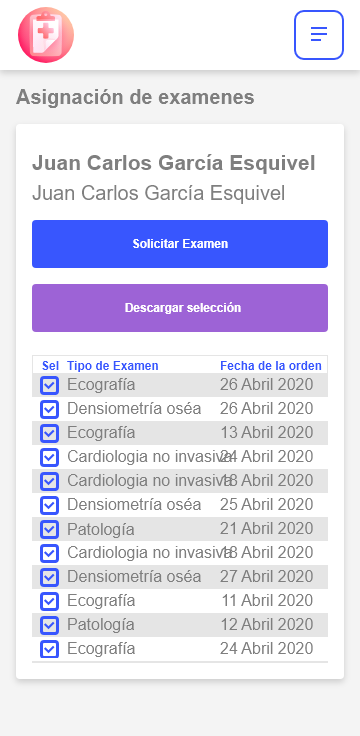 Asignación de examenes
Juan Carlos García Esquivel
Juan Carlos García Esquivel
Solicitar Examen
Descargar selección
Sel Tipo de Examen Fecha de la orden
Ecografía 26 Abril 2020
Densiometría oséa 26 Abril 2020
Ecografía 13 Abril 2020
Cardiologia no invasiva 24 Abril 2020
Cardiologia no invasiva 18 Abril 2020
Densiometría oséa 25 Abril 2020
Patología 21 Abril 2020
Cardiologia no invasiva 18 Abril 2020
Densiometría oséa 27 Abril 2020
Ecografía 11 Abril 2020
Patología 12 Abril 2020
Ecografía 24 Abril 2020